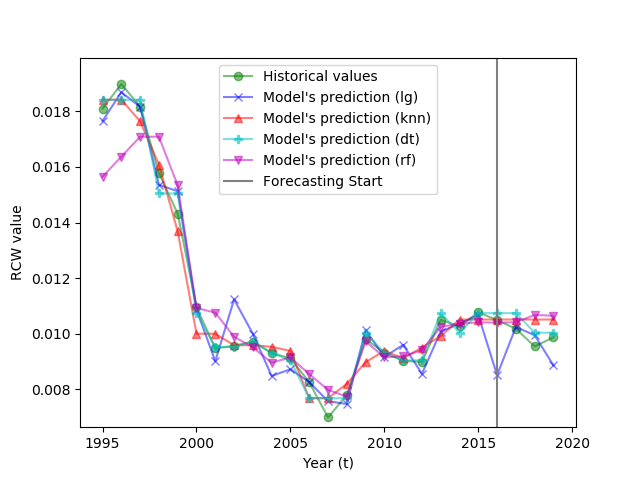 Historical values
Model's prediction (lg)
Model's prediction (knn)
Model's prediction (dt)
Model's prediction (rf)
Forecasting Start
RCW value
0.018
0.016
0.014
0.012
0.010
0.008
1995 2000 2005 2010 2015 2020
Year (t)